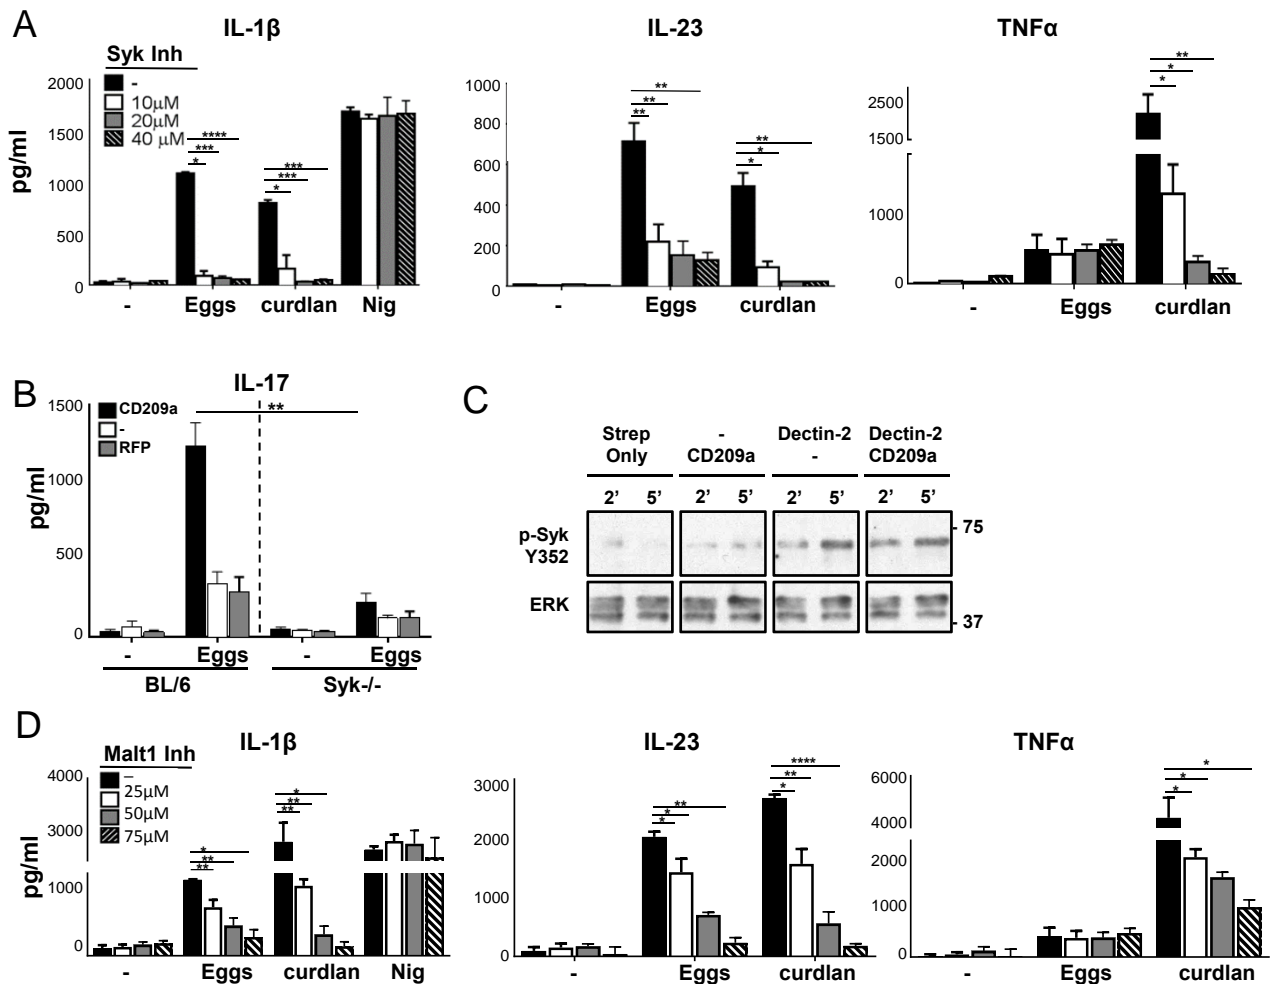 A
IL-1β
IL-23
TNFα
Syk Inh
-
10μM
20μM
40 μM
pg/ml
2000
1500
1000
500
0
**** 
***
*
***
***
*
- Eggs curdlan Nig
1000
800
600
400
200
0
**
**
**
**
*
*
- Eggs curdlan
2500
1500
1000
0
**
*
*
- Eggs curdlan
B
IL-17
CD209a
-
RFP
pg/ml
1500
1000
500
0
**
- Eggs - Eggs
BL/6 Syk-/-
C
Strep Only
- CD209a
Dectin-2 -
Dectin-2 CD209a
2’ 5’ 2’ 5’ 2’ 5’ 2’ 5’
p-Syk
Y352
- 75
ERK
- 37
D
IL-1β
IL-23
TNFα
Malt1 Inh
–
25μM
50μM
75μM
pg/ml
4000
3000
1000
0
*
**
**
*
**
**
- Eggs curdlan Nig
3000
2000
1000
0
**
*
*
****
**
*
- Eggs curdlan
6000
4000
2000
1000
0
*
*
*
- Eggs curdlan